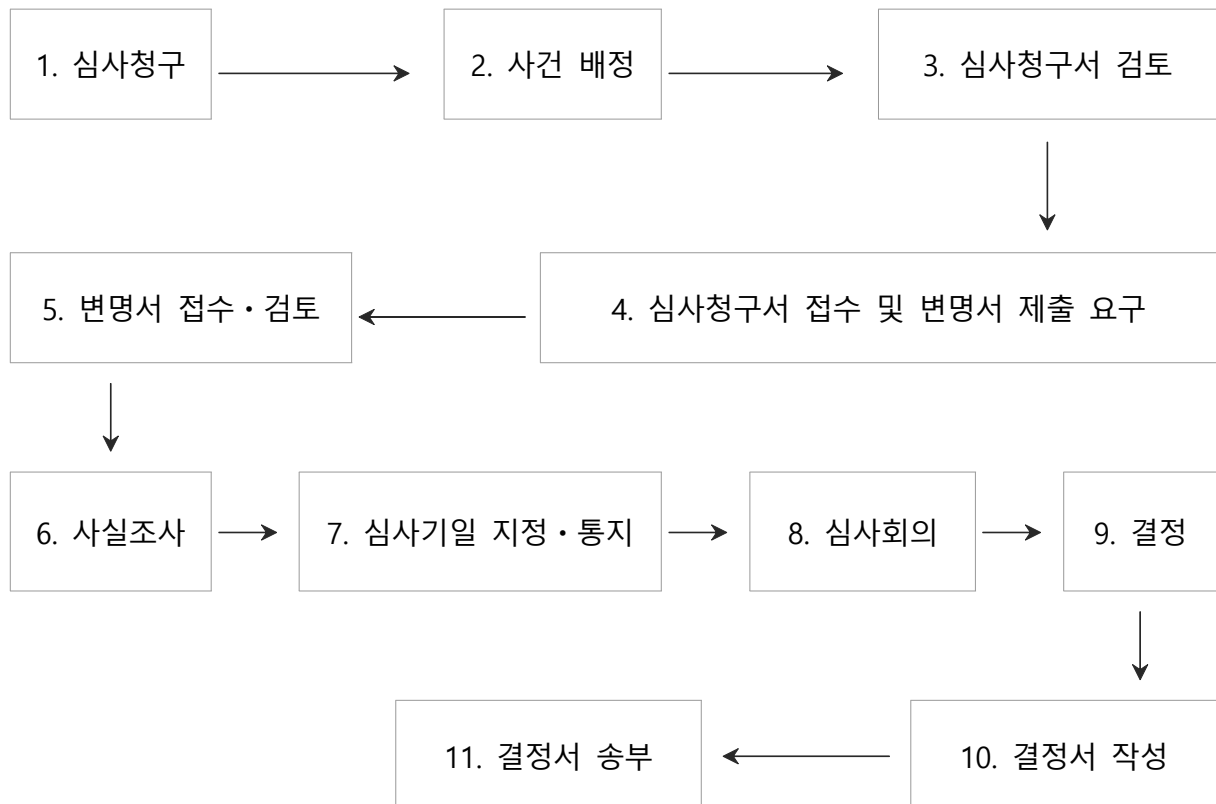 1. 심사청구
2. 사건 배정
3. 심사청구서 검토
4. 심사청구서 접수 및 변명서 제출 요구
5. 변명서 접수・검토
6. 사실조사
7. 심사기일 지정・통지
8. 심사회의
9. 결정
10. 결정서 작성
11. 결정서 송부